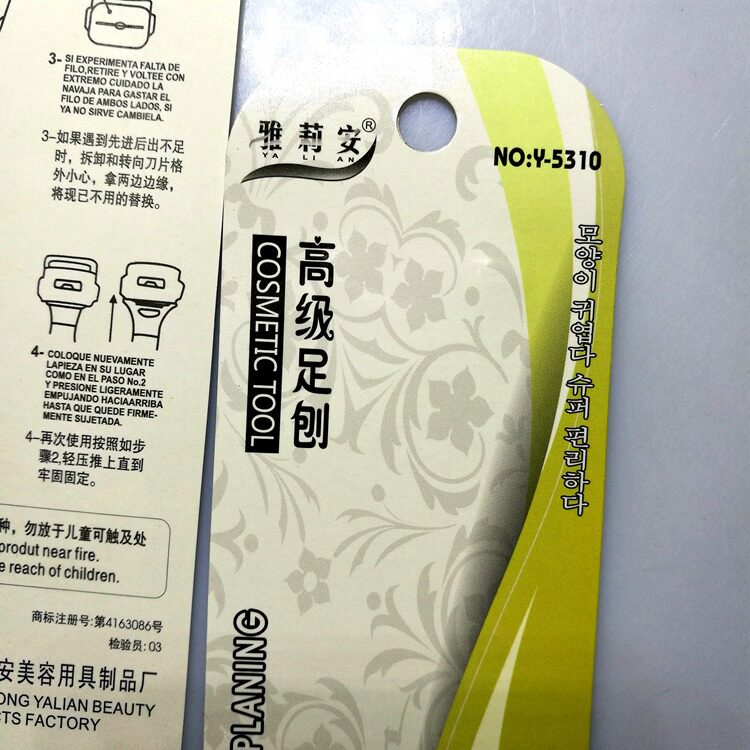 3- SI EXPERIMENTA FALTA DE
FILO,RETIRE Y VOLTEE CON
EXTREMO CUIDADO LA
NAVAJA PARA GASTAR EL
FILO DE AMBOS LADOS, SI
YA NO SIRVE CAMBIELA.
3-如果遇到先进后出不足
时，拆卸和转向刀片格
外小心，拿两边边缘，
将现已不用的替换。
4- COLOQUE NUEVAMENTE
LAPIEZA EN SU LUGAR
COMO EN EL PASO No.2
Y PRESIONE LIGERAMENTE
EMPUJANDO HACIAARRIBA
HASTA QUE QUEDE FIRME-
MENTE SUJETADA.
4-再次使用按照如步
骤2,轻压推上直到
牢固固定。
种，勿放于儿童可触及处
produt near fire.
e reach of children.
商标注册号:第4163086号
检验员:03
安美容用具制品厂
ONG YALIAN BEAUTY
CTS FACTORY
雅莉安®
YA LI AN
NO:Y-5310
高级足刨
COSMETIC TOOL
모양이 귀엽다 슈퍼 편리하다
PLANING